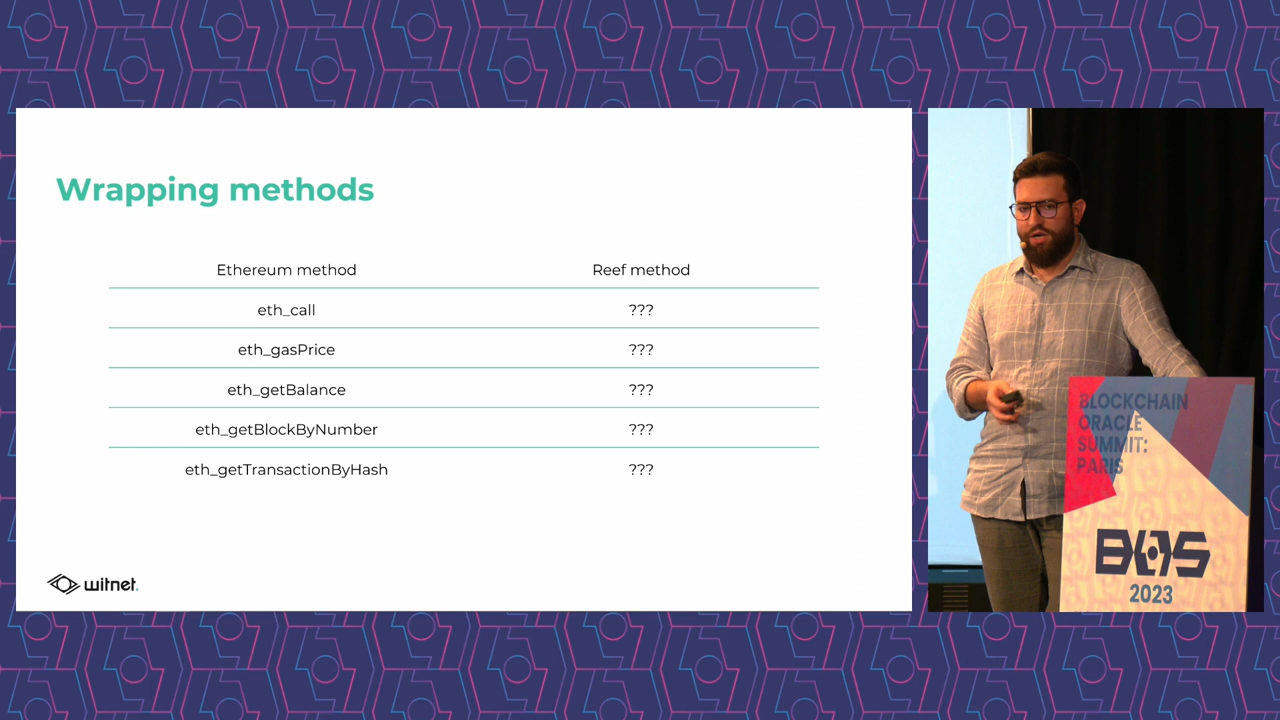 Wrapping methods
Ethereum method Reef method
eth_call ???
eth_gasPrice ???
eth_getBalance ???
eth_getBlockByNumber ???
eth_getTransactionByHash ???
witnet.
BLOCKCHAIN
ORACLE
SUMMIT:
PARIS
BOS
2023